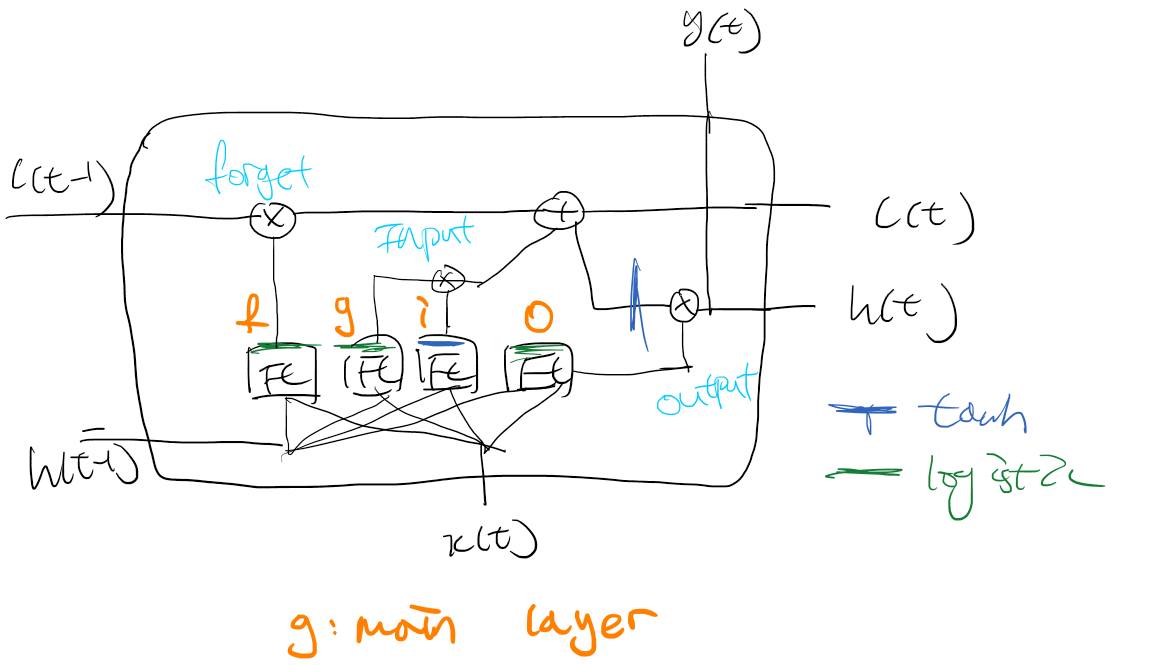 y(t)
c(t-1)
forget
×
+
c(t)
Input
×
f
g
i
o
×
h(t)
FC
FC
FC
FC
output
tanh
h(t-1)
logistic
x(t)
g: main layer